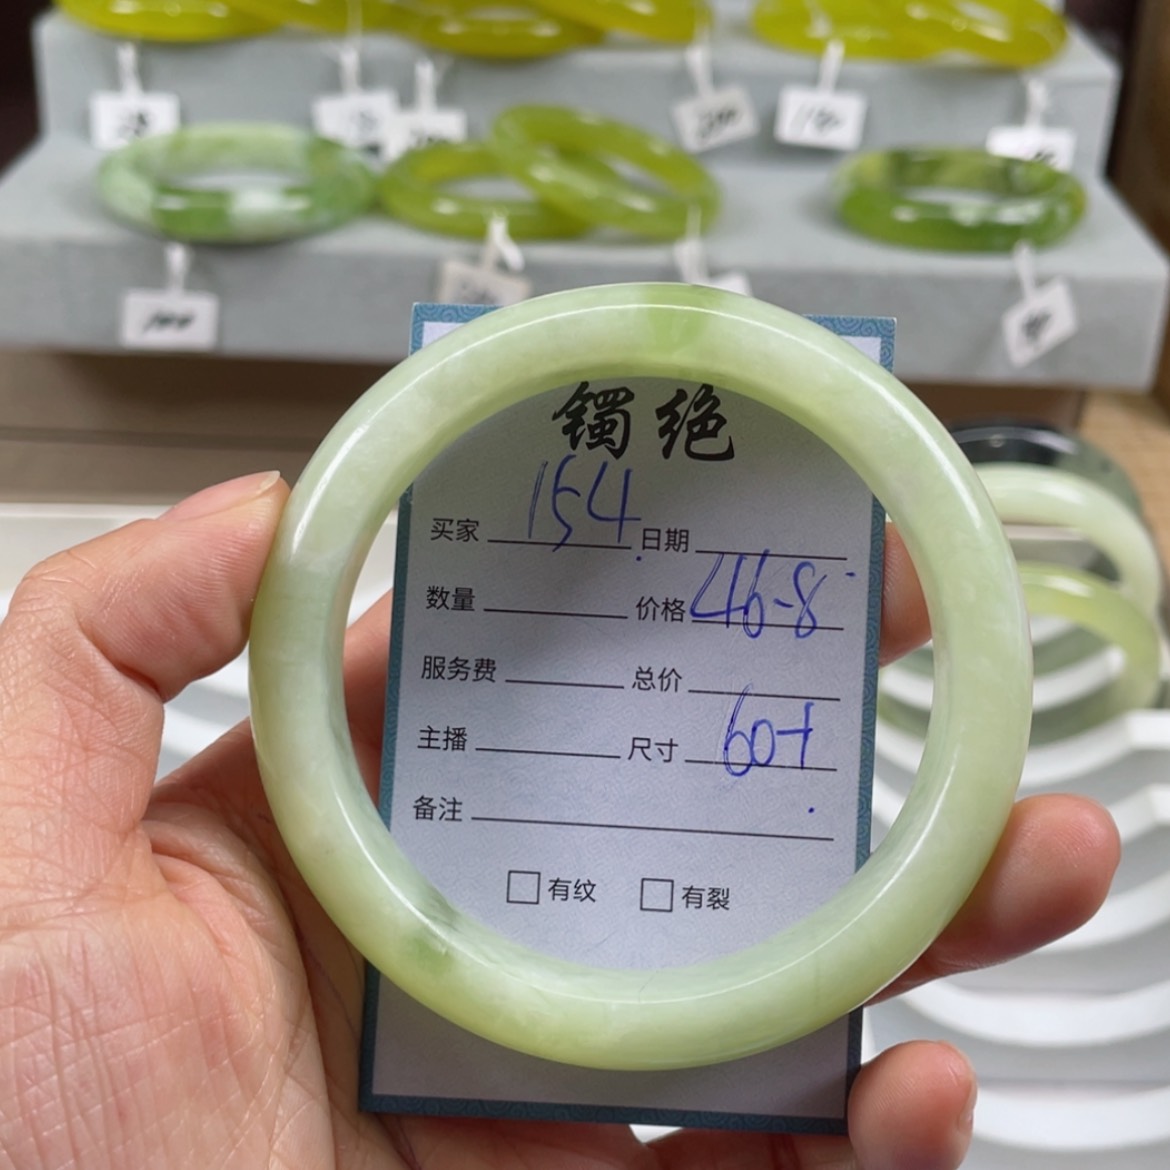 100
镯绝
买家 154 日期
数量 价格 46-8
服务费 总价
主播 尺寸 60+
备注
有纹 有裂